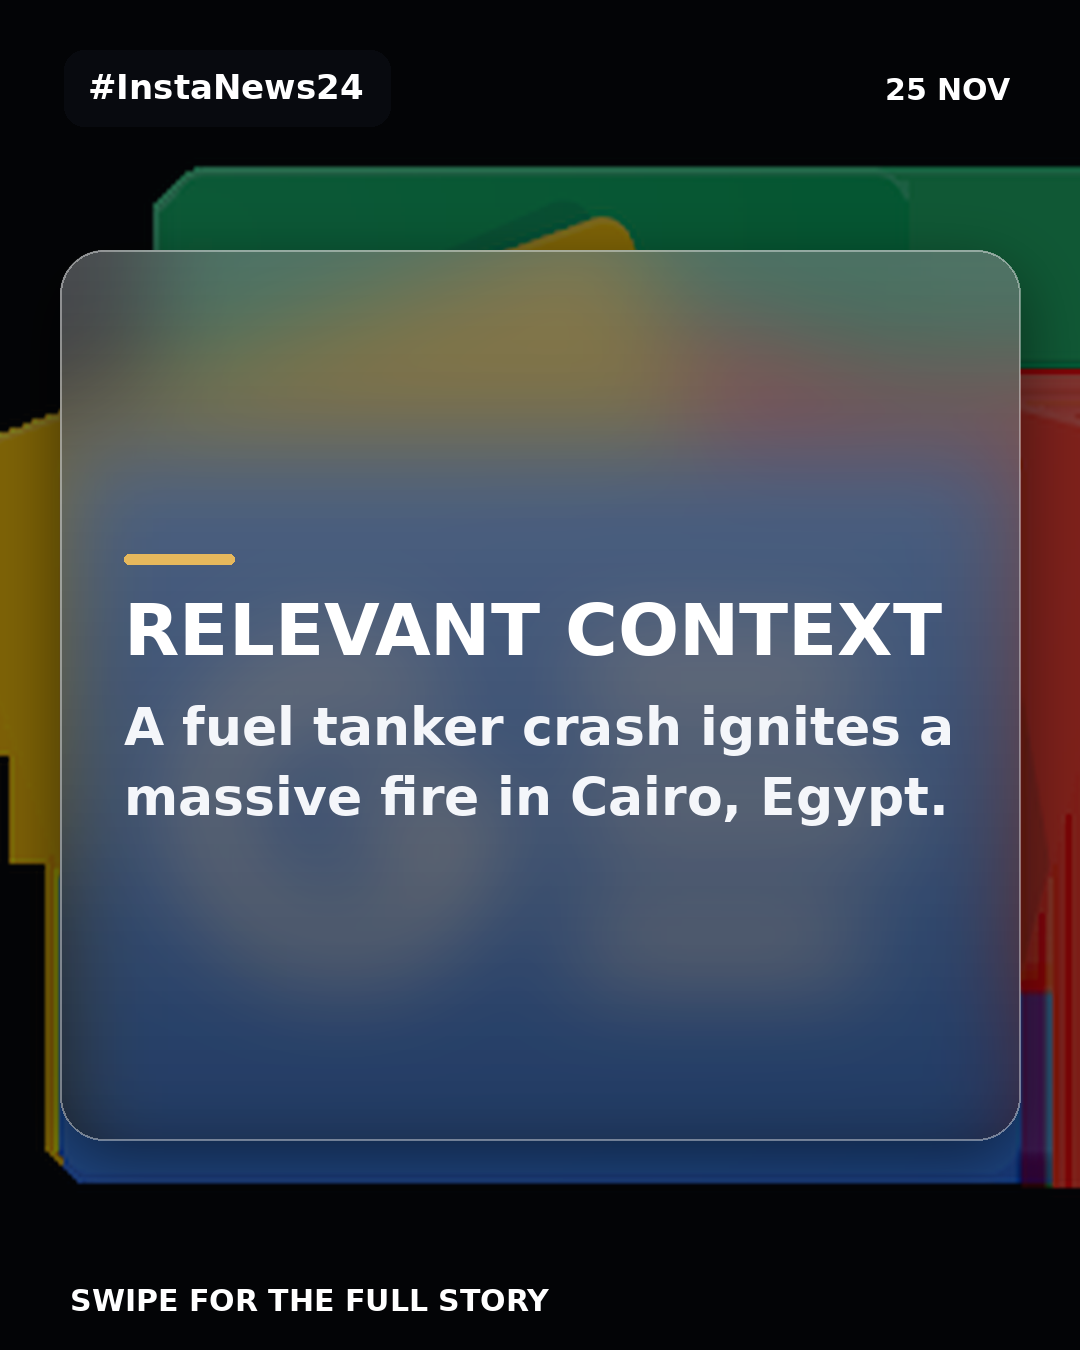 #InstaNews24
25 NOV
RELEVANT CONTEXT
A fuel tanker crash ignites a
massive fire in Cairo, Egypt.
SWIPE FOR THE FULL STORY